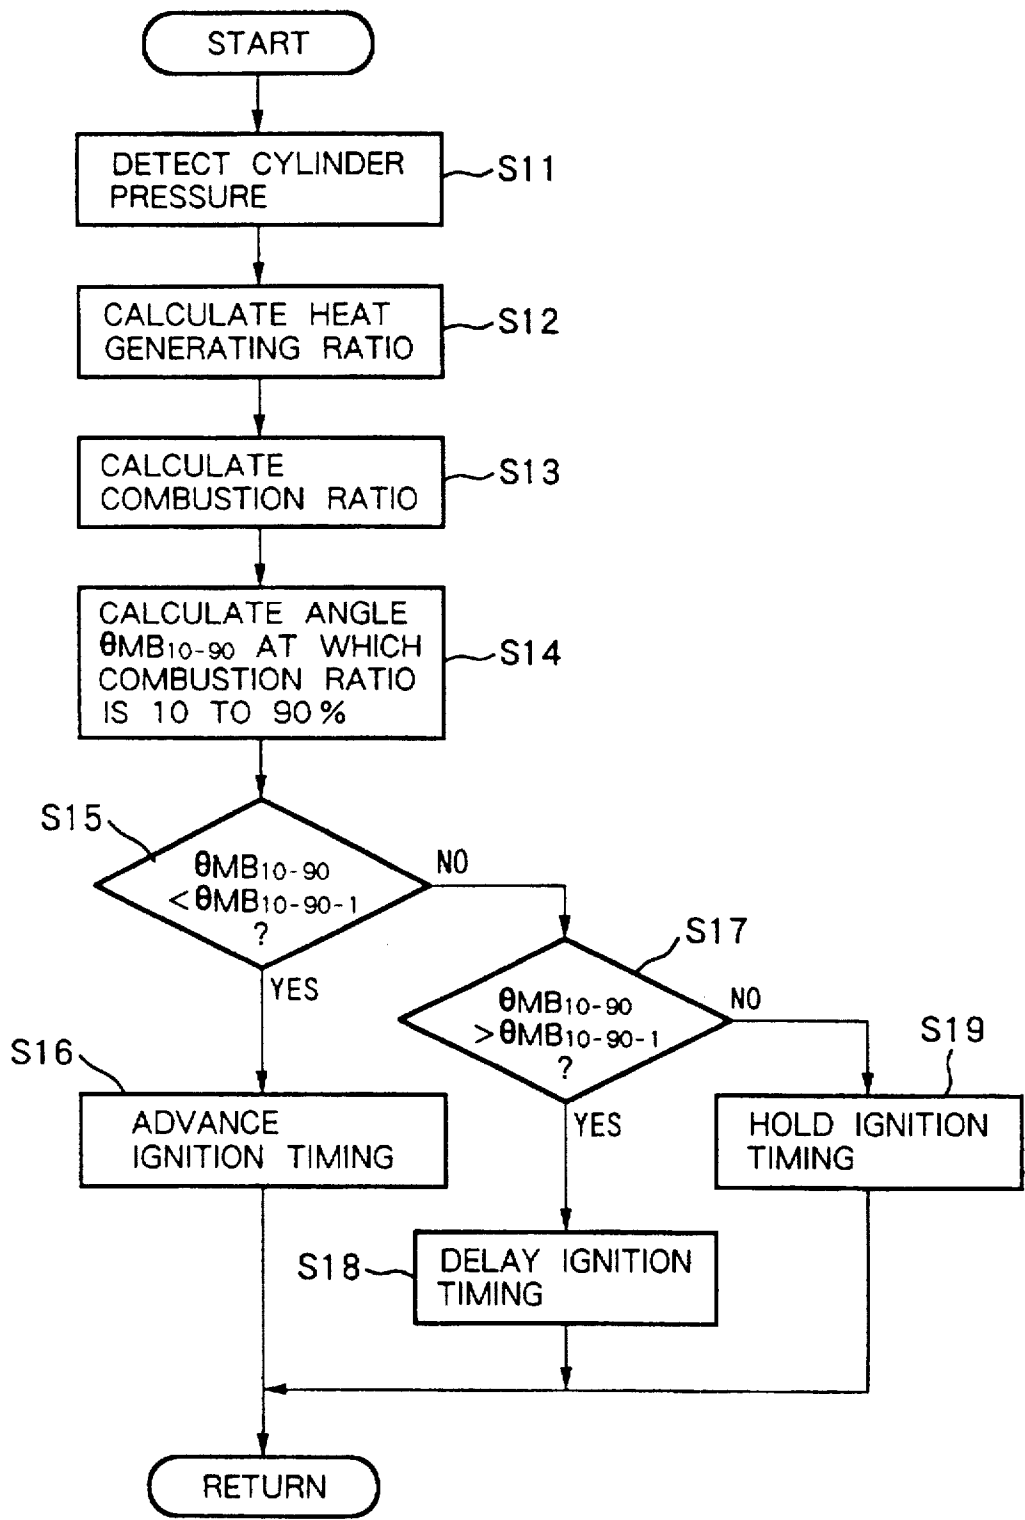 START
DETECT CYLINDER
PRESSURE
S11
CALCULATE HEAT
GENERATING RATIO
S12
CALCULATE
COMBUSTION RATIO
S13
CALCULATE ANGLE
θMB10-90 AT WHICH
COMBUSTION RATIO
IS 10 TO 90%
S14
S15
θMB10-90
<θMB10-90-1
?
NO
YES
S17
θMB10-90
>θMB10-90-1
?
NO
YES
S16
ADVANCE
IGNITION TIMING
S19
HOLD IGNITION
TIMING
S18
DELAY IGNITION
TIMING
RETURN